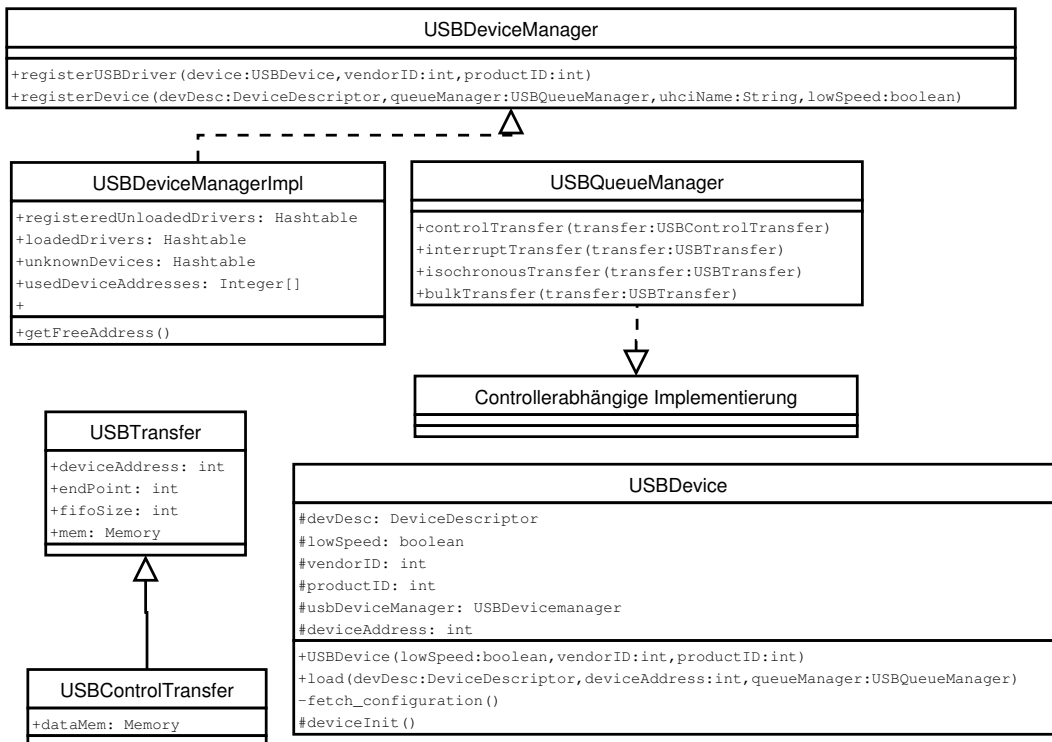 USBDeviceManager
+registerUSBDriver(device:USBDevice,vendorID:int,productID:int)
+registerDevice(devDesc:DeviceDescriptor,queueManager:USBQueueManager,uhciName:String,lowSpeed:boolean)
USBDeviceManagerImpl
+registeredUnloadedDrivers: Hashtable
+loadedDrivers: Hashtable
+unknownDevices: Hashtable
+usedDeviceAddresses: Integer[]
+
+getFreeAddress()
USBQueueManager
+controlTransfer(transfer:USBControlTransfer)
+interruptTransfer(transfer:USBTransfer)
+isochronousTransfer(transfer:USBTransfer)
+bulkTransfer(transfer:USBTransfer)
Controllerabhängige Implementierung
USBTransfer
+deviceAddress: int
+endPoint: int
+fifoSize: int
+mem: Memory
USBControlTransfer
+dataMem: Memory
USBDevice
#devDesc: DeviceDescriptor
#lowSpeed: boolean
#vendorID: int
#productID: int
#usbDeviceManager: USBDevicemanager
#deviceAddress: int
+USBDevice(lowSpeed:boolean,vendorID:int,productID:int)
+load(devDesc:DeviceDescriptor,deviceAddress:int,queueManager:USBQueueManager)
-fetch_configuration()
#deviceInit()